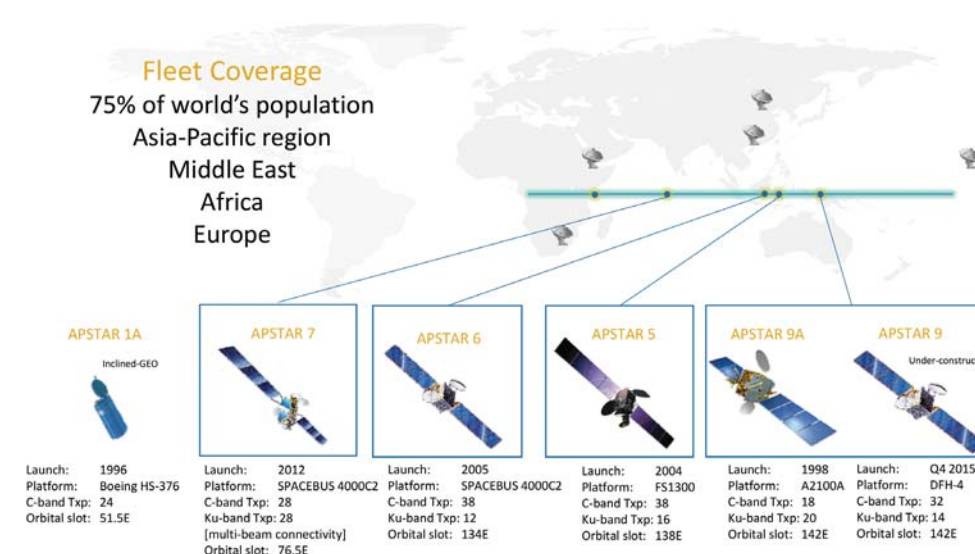 Fleet Coverage
75% of world's population
Asia-Pacific region
Middle East
Africa
Europe
APSTAR 1A
Inclined-GEO
Launch: 1996
Platform: Boeing HS-376
C-band Txp: 24
Orbital slot: 51.5E
APSTAR 7
Launch: 2012
Platform: SPACEBUS 4000C2
C-band Txp: 28
Ku-band Txp: 28
[multi-beam connectivity]
Orbital slot: 76.5E
APSTAR 6
Launch: 2005
Platform: SPACEBUS 4000C2
C-band Txp: 38
Ku-band Txp: 12
Orbital slot: 134E
APSTAR 5
Launch: 2004
Platform: FS1300
C-band Txp: 38
Ku-band Txp: 16
Orbital slot: 138E
APSTAR 9A
Launch: 1998
Platform: A2100A
C-band Txp: 18
Ku-band Txp: 20
Orbital slot: 142E
APSTAR 9
Under-construc
Launch: Q4 2015
Platform: DFH-4
C-band Txp: 32
Ku-band Txp: 14
Orbital slot: 142E